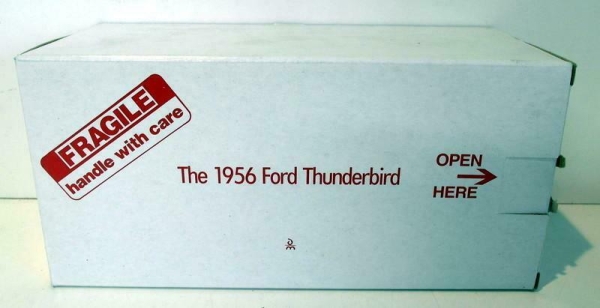 FRAGILE
handle with care
The 1956 Ford Thunderbird
OPEN
HERE